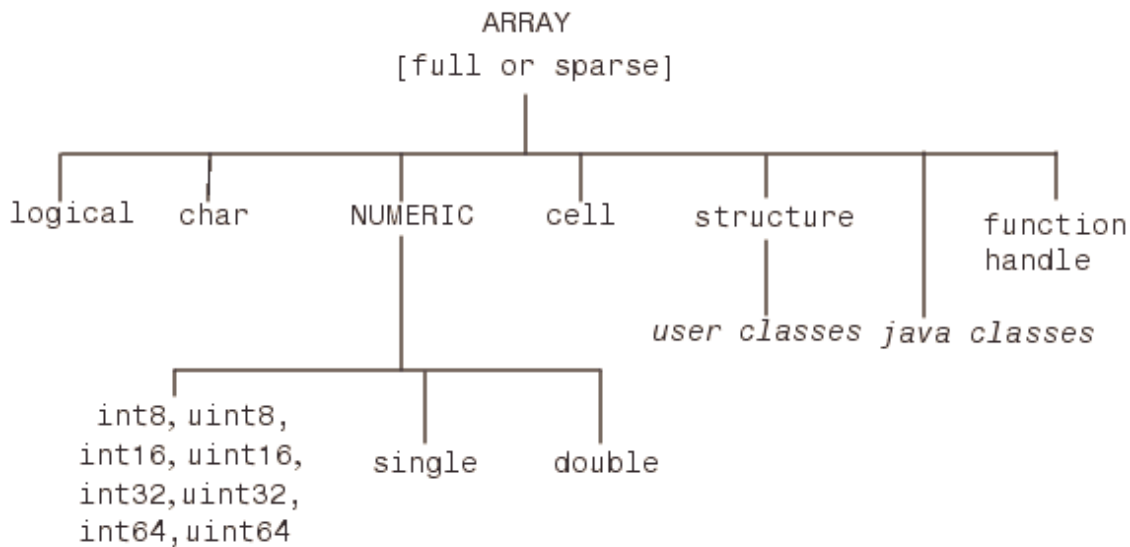 ARRAY
[full or sparse]
logical char NUMERIC cell structure function
handle
user classes java classes
int8, uint8,
int16, uint16, single double
int32, uint32,
int64, uint64